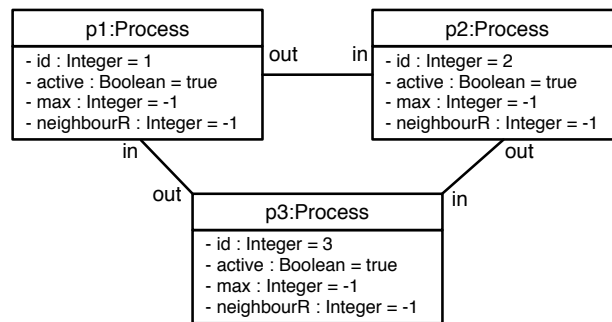 p1:Process
- id : Integer = 1
- active : Boolean = true
- max : Integer = -1
- neighbourR : Integer = -1
out
in
p2:Process
- id : Integer = 2
- active : Boolean = true
- max : Integer = -1
- neighbourR : Integer = -1
in
out
out
in
p3:Process
- id : Integer = 3
- active : Boolean = true
- max : Integer = -1
- neighbourR : Integer = -1